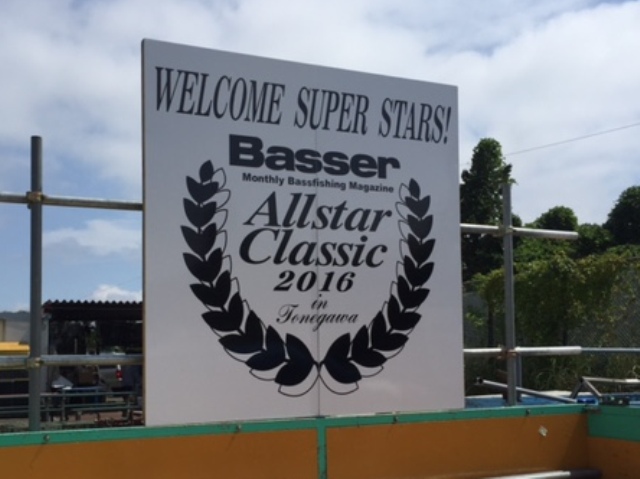 WELCOME SUPER STARS!
Basser
Monthly Bassfishing Magazine
Allstar
Classic
2016
in
Tonegawa